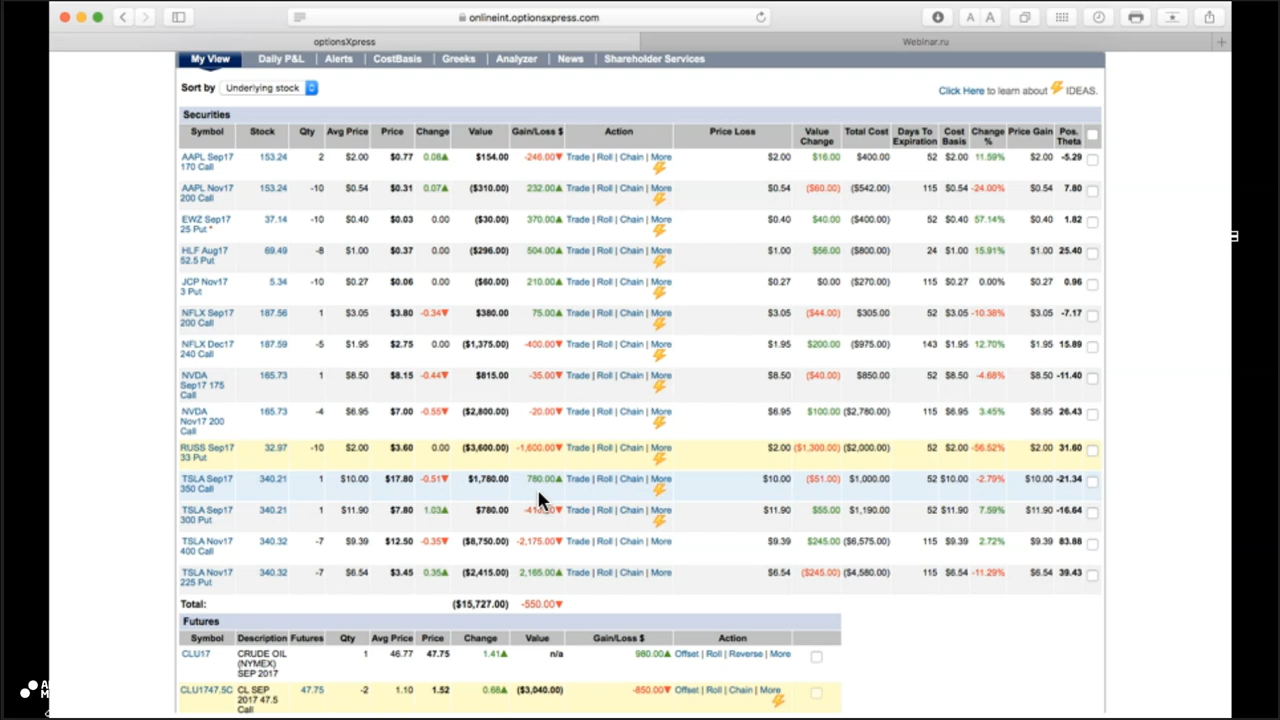 onlineint.optionsxpress.com
A A
optionsXpress Webinar.ru
My View Daily P&L | Alerts | CostBasis | Greeks | Analyzer | News | Shareholder Services
Sort by Underlying stock Click Here to learn about IDEAS.
Securities
Symbol Stock Qty Avg Price Price Change Value Gain/Loss $ Action Price Loss Value Change Total Cost Days To Expiration Cost Basis Change % Price Gain Pos. Theta
AAPL Sep17 170 Call 153.24 2 $2.00 $0.77 0.08▲ $154.00 -246.00▼ Trade | Roll | Chain | More $2.00 $16.00 $400.00 52 $2.00 11.59% $2.00 -5.29
AAPL Nov17 200 Call 153.24 -10 $0.54 $0.31 0.07▲ ($310.00) 232.00▲ Trade | Roll | Chain | More $0.54 ($60.00) ($542.00) 115 $0.54 -24.00% $0.54 7.80
EWZ Sep17 25 Put * 37.14 -10 $0.40 $0.03 0.00 ($30.00) 370.00▲ Trade | Roll | Chain | More $0.40 $40.00 ($400.00) 52 $0.40 57.14% $0.40 1.82
HLF Aug17 52.5 Put 69.49 -8 $1.00 $0.37 0.00 ($296.00) 504.00▲ Trade | Roll | Chain | More $1.00 $56.00 ($800.00) 24 $1.00 15.91% $1.00 25.40
JCP Nov17 3 Put 5.34 -10 $0.27 $0.06 0.00 ($60.00) 210.00▲ Trade | Roll | Chain | More $0.27 $0.00 ($270.00) 115 $0.27 0.00% $0.27 0.96
NFLX Sep17 200 Call 187.56 1 $3.05 $3.80 -0.34▼ $380.00 75.00▲ Trade | Roll | Chain | More $3.05 ($44.00) $305.00 52 $3.05 -10.38% $3.05 -7.17
NFLX Dec17 240 Call 187.59 -5 $1.95 $2.75 0.00 ($1,375.00) -400.00▼ Trade | Roll | Chain | More $1.95 $200.00 ($975.00) 143 $1.95 12.70% $1.95 15.89
NVDA Sep17 175 Call 165.73 1 $8.50 $8.15 -0.44▼ $815.00 -35.00▼ Trade | Roll | Chain | More $8.50 ($40.00) $850.00 52 $8.50 -4.68% $8.50 -11.40
NVDA Nov17 200 Call 165.73 -4 $6.95 $7.00 -0.55▼ ($2,800.00) -20.00▼ Trade | Roll | Chain | More $6.95 $100.00 ($2,780.00) 115 $6.95 3.45% $6.95 26.43
RUSS Sep17 33 Put 32.97 -10 $2.00 $3.60 0.00 ($3,600.00) -1,600.00▼ Trade | Roll | Chain | More $2.00 ($1,300.00) ($2,000.00) 52 $2.00 -56.52% $2.00 31.60
TSLA Sep17 350 Call 340.21 1 $10.00 $17.80 -0.51▼ $1,780.00 780.00▲ Trade | Roll | Chain | More $10.00 ($51.00) $1,000.00 52 $10.00 -2.79% $10.00 -21.34
TSLA Sep17 300 Put 340.21 1 $11.90 $7.80 1.03▲ $780.00 Trade | Roll | Chain | More $11.90 $55.00 $1,190.00 52 $11.90 7.59% $11.90 -16.64
TSLA Nov17 400 Call 340.32 -7 $9.39 $12.50 -0.35▼ ($8,750.00) -2,175.00▼ Trade | Roll | Chain | More $9.39 $245.00 ($6,575.00) 115 $9.39 2.72% $9.39 83.88
TSLA Nov17 225 Put 340.32 -7 $6.54 $3.45 0.35▲ ($2,415.00) 2,165.00▲ Trade | Roll | Chain | More $6.54 ($245.00) ($4,580.00) 115 $6.54 -11.29% $6.54 39.43
Total: ($15,727.00) -550.00▼
Futures
Symbol Description Futures Qty Avg Price Price Change Value Gain/Loss $ Action
CLU17 CRUDE OIL (NYMEX) SEP 2017 1 46.77 47.75 1.41▲ n/a 980.00▲ Offset | Roll | Reverse | More
CLU1747.5C CL SEP 2017 47.5 Call 47.75 -2 1.10 1.52 0.68▲ ($3,040.00) -850.00▼ Offset | Roll | Chain | More